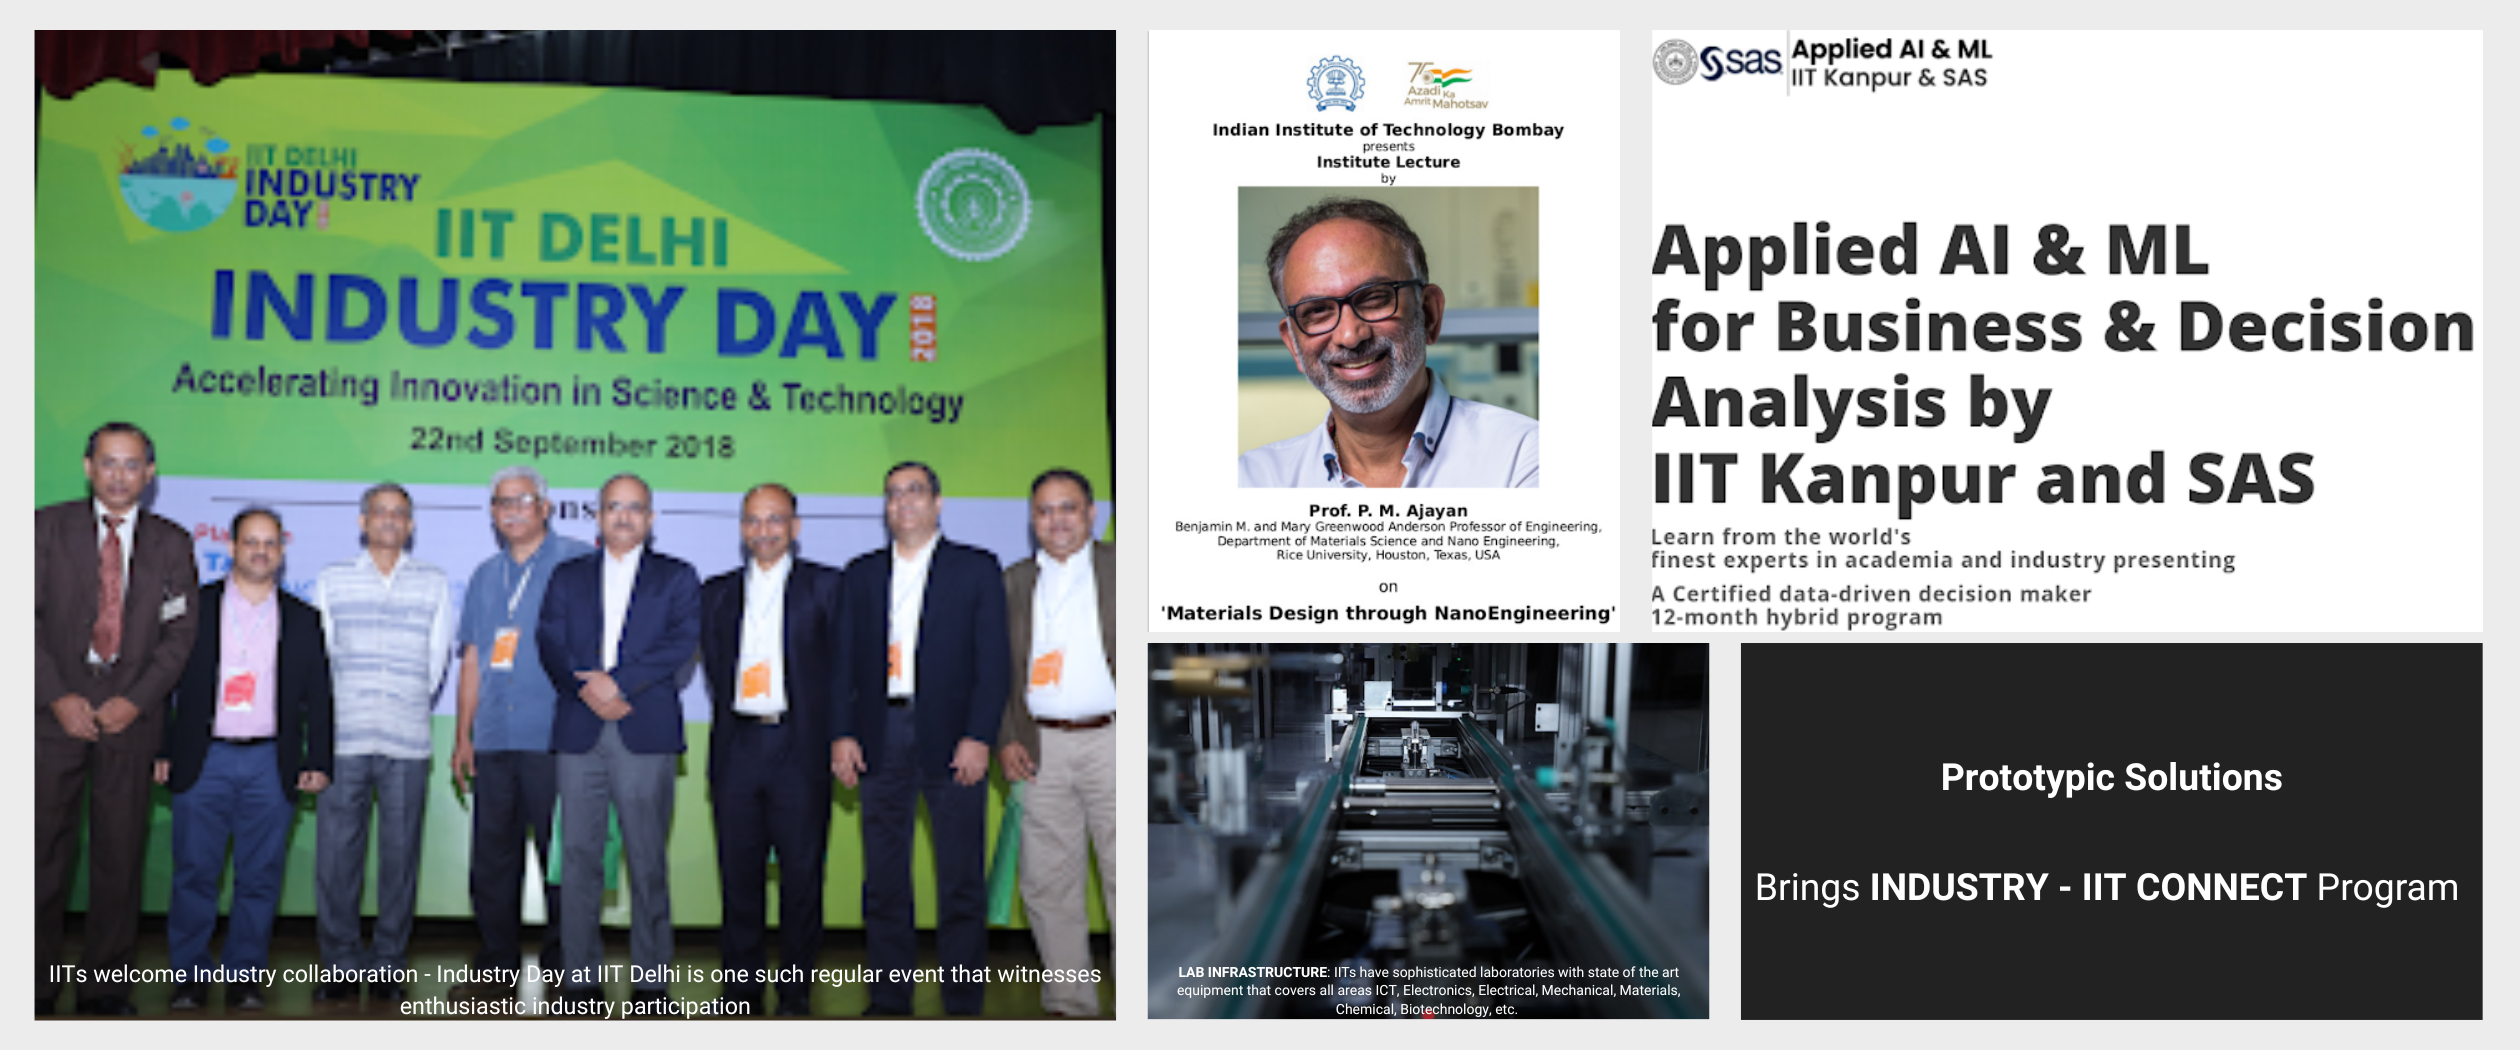 IIT DELHI
INDUSTRY
DAY
IIT DELHI
INDUSTRY DAY 2018
Accelerating Innovation in Science & Technology
22nd September 2018
IITs welcome Industry collaboration - Industry Day at IIT Delhi is one such regular event that witnesses
enthusiastic industry participation
75
Azadi Ka
Amrit Mahotsav
Indian Institute of Technology Bombay
presents
Institute Lecture
by
Prof. P. M. Ajayan
Benjamin M. and Mary Greenwood Anderson Professor of Engineering,
Department of Materials Science and Nano Engineering,
Rice University, Houston, Texas, USA
on
'Materials Design through NanoEngineering'
sas
Applied AI & ML
IIT Kanpur & SAS
Applied AI & ML
for Business & Decision
Analysis by
IIT Kanpur and SAS
Learn from the world's
finest experts in academia and industry presenting
A Certified data-driven decision maker
12-month hybrid program
LAB INFRASTRUCTURE: IITs have sophisticated laboratories with state of the art
equipment that covers all areas ICT, Electronics, Electrical, Mechanical, Materials,
Chemical, Biotechnology, etc.
Prototypic Solutions
Brings INDUSTRY - IIT CONNECT Program